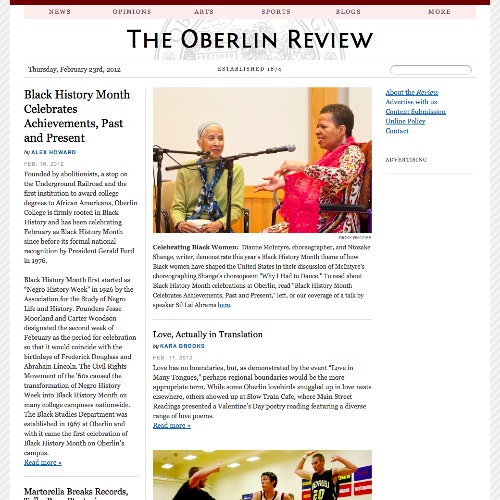 NEWS OPINIONS ARTS SPORTS BLOGS MORE
THE OBERLIN REVIEW
Thursday, February 23rd, 2012
ESTABLISHED 1874
Black History Month
Celebrates
Achievements, Past
and Present
by ALEX HOWARD
FEB. 16, 2012
Founded by abolitionists, a stop on
the Underground Railroad and the
first institution to award college
degrees to African Americans, Oberlin
College is firmly rooted in Black
History and has been celebrating
February as Black History Month
since before its formal national
recognition by President Gerald Ford
in 1976.
Black History Month first started as
"Negro History Week" in 1926 by the
Association for the Study of Negro
Life and History. Founders Jesse
Moorland and Carter Woodson
designated the second week of
February as the period for celebration
so that it would coincide with the
birthdays of Frederick Douglass and
Abraham Lincoln. The Civil Rights
Movement of the '60s caused the
transformation of Negro History
Week into Black History Month on
many college campuses nationwide.
The Black Studies Department was
established in 1967 at Oberlin and
with it came the first celebration of
Black History Month on Oberlin's
campus.
Read more »
Martorella Breaks Records,
RICKY RHODES
Celebrating Black Women: Dianne McIntyre, choreographer, and Ntozake
Shange, writer, demonstrate this year's Black History Month theme of how
Black women have shaped the United States in their discussion of McIntyre's
choreographing Shange's choreopoem "Why I Had to Dance." To read about
Black History Month celebrations at Oberlin, read "Black History Month
Celebrates Achievements, Past and Present," left, or our coverage of a talk by
speaker Sil Lai Abrams here.
Love, Actually in Translation
by KARA BROOKS
FEB. 17, 2012
Love has no boundaries, but, as demonstrated by the event "Love in
Many Tongues," perhaps regional boundaries would be the more
appropriate term. While some Oberlin lovebirds snuggled up in love nests
elsewhere, others showed up at Slow Train Cafe, where Main Street
Readings presented a Valentine's Day poetry reading featuring a diverse
range of love poems.
Read more »
20
About the Review
Advertise with us
Content Submission
Online Policy
Contact
ADVERTISING